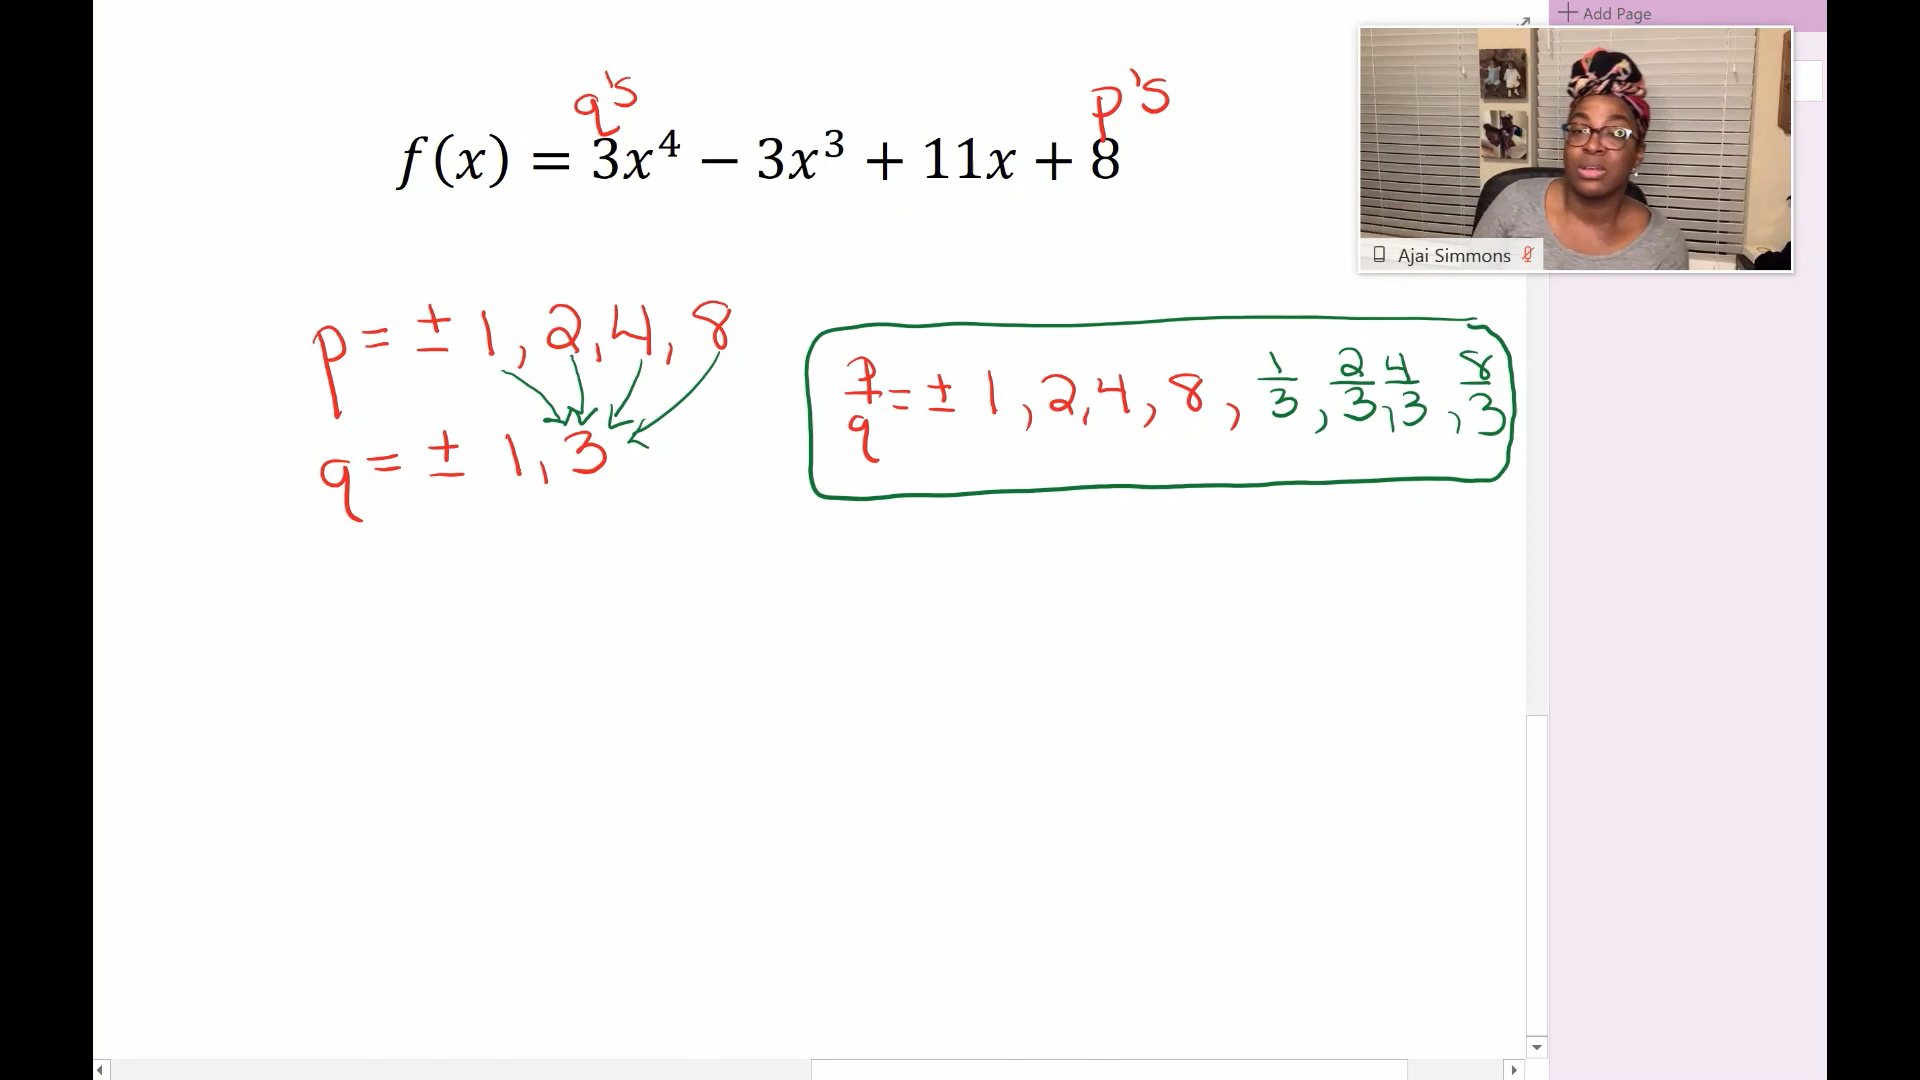 Add Page
q's
p's
f(x) = 3x⁴ − 3x³ + 11x + 8
Ajai Simmons
p = ± 1, 2, 4, 8
q = ± 1, 3
p/q = ± 1, 2, 4, 8, 1/3, 2/3, 4/3, 8/3